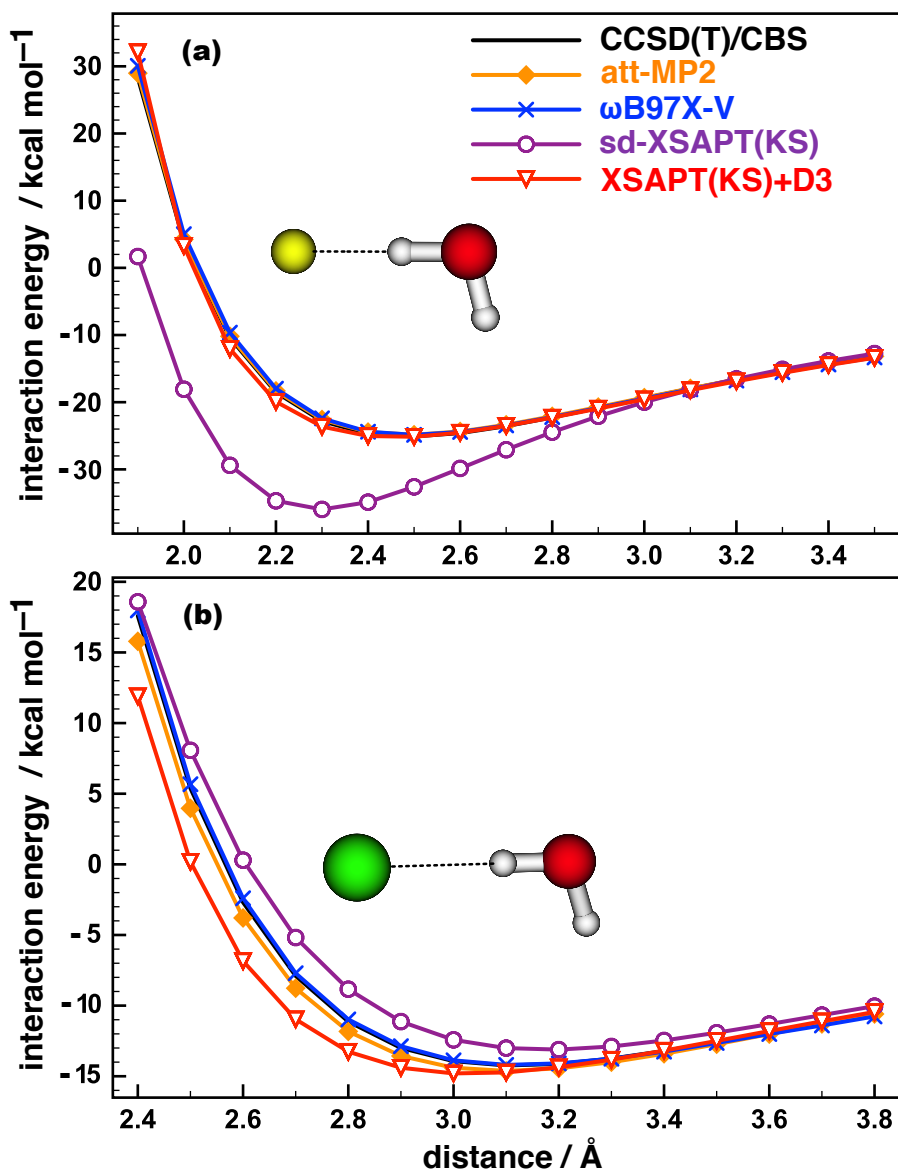 (a)
CCSD(T)/CBS
att-MP2
ωB97X-V
sd-XSAPT(KS)
XSAPT(KS)+D3
interaction energy / kcal mol⁻¹
30
20
10
0
-10
-20
-30
2.0 2.2 2.4 2.6 2.8 3.0 3.2 3.4
(b)
interaction energy / kcal mol⁻¹
20
15
10
5
0
-5
-10
-15
2.4 2.6 2.8 3.0 3.2 3.4 3.6 3.8
distance / Å